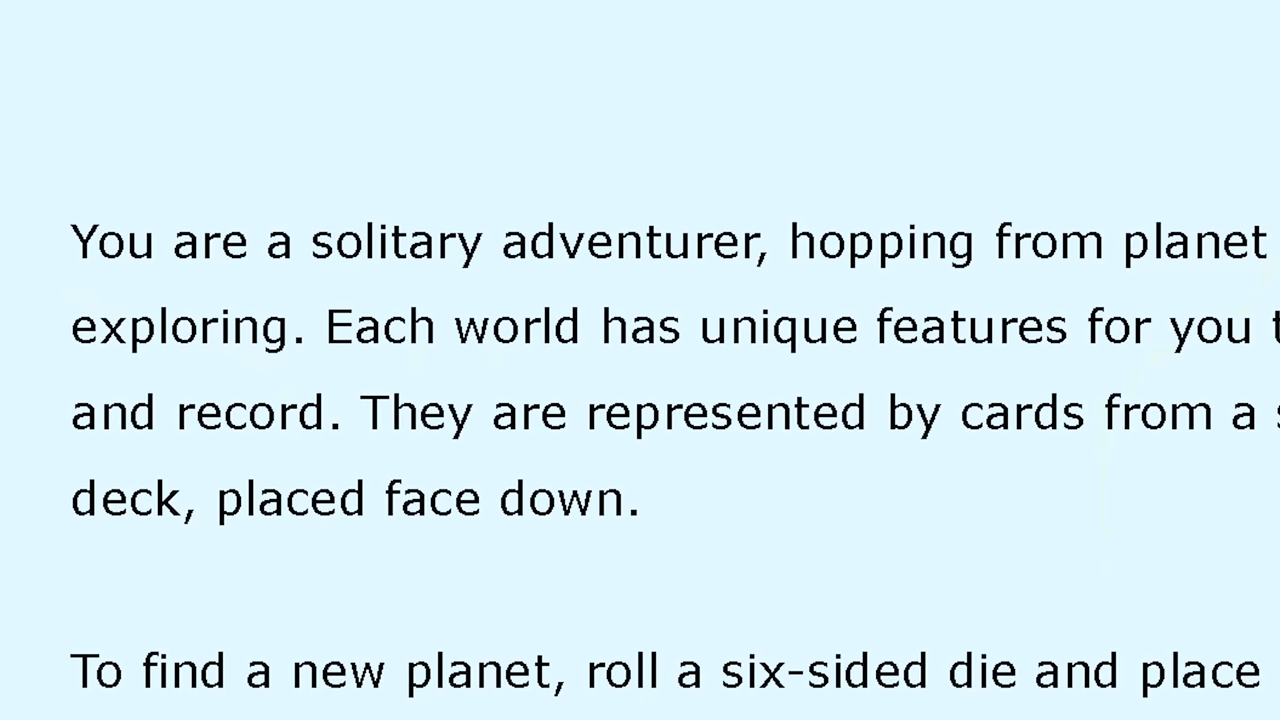 You are a solitary adventurer, hopping from planet
exploring. Each world has unique features for you
and record. They are represented by cards from a
deck, placed face down.
To find a new planet, roll a six-sided die and place